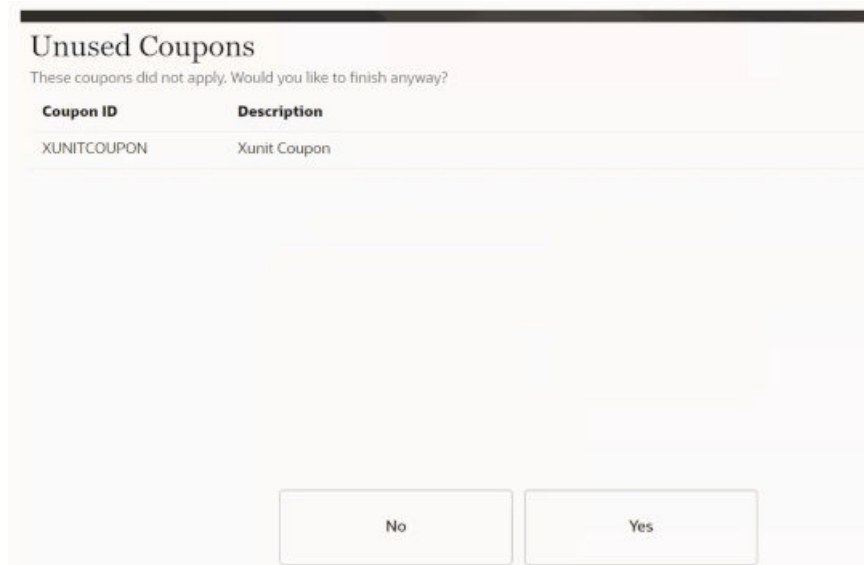 Unused Coupons
These coupons did not apply. Would you like to finish anyway?
Coupon ID Description
XUNITCOUPON Xunit Coupon
No Yes